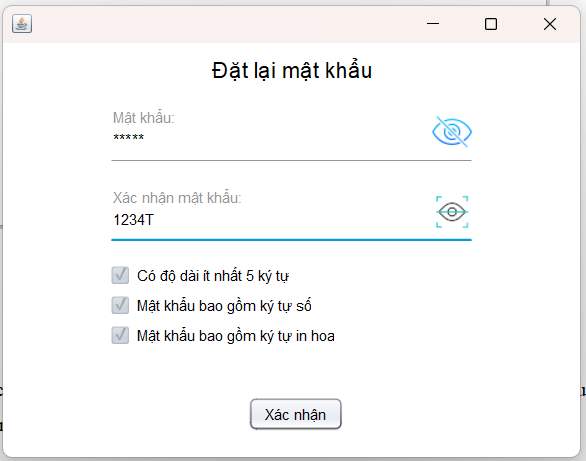 Đặt lại mật khẩu
Mật khẩu:
*****
Xác nhận mật khẩu:
1234T
Có độ dài ít nhất 5 ký tự
Mật khẩu bao gồm ký tự số
Mật khẩu bao gồm ký tự in hoa
Xác nhận